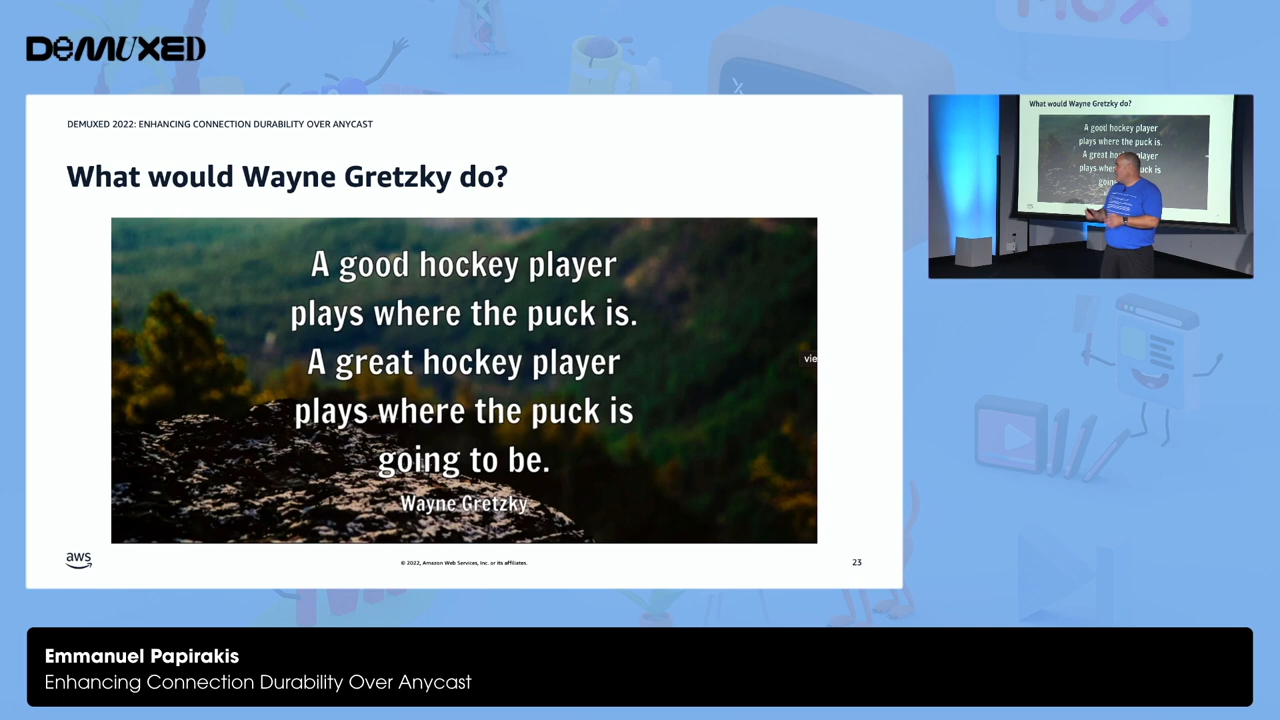 DEMUXED
MUX
DEMUXED 2022: ENHANCING CONNECTION DURABILITY OVER ANYCAST
What would Wayne Gretzky do?
A good hockey player
plays where the puck is.
A great hockey player
plays where the puck is
going to be.
Wayne Gretzky
vie
aws
© 2022, Amazon Web Services, Inc. or its affiliates.
23
What would Wayne Gretzky do?
A good hockey player
plays where the puck is.
A great hockey player
plays where the puck is
going
Emmanuel Papirakis
Enhancing Connection Durability Over Anycast